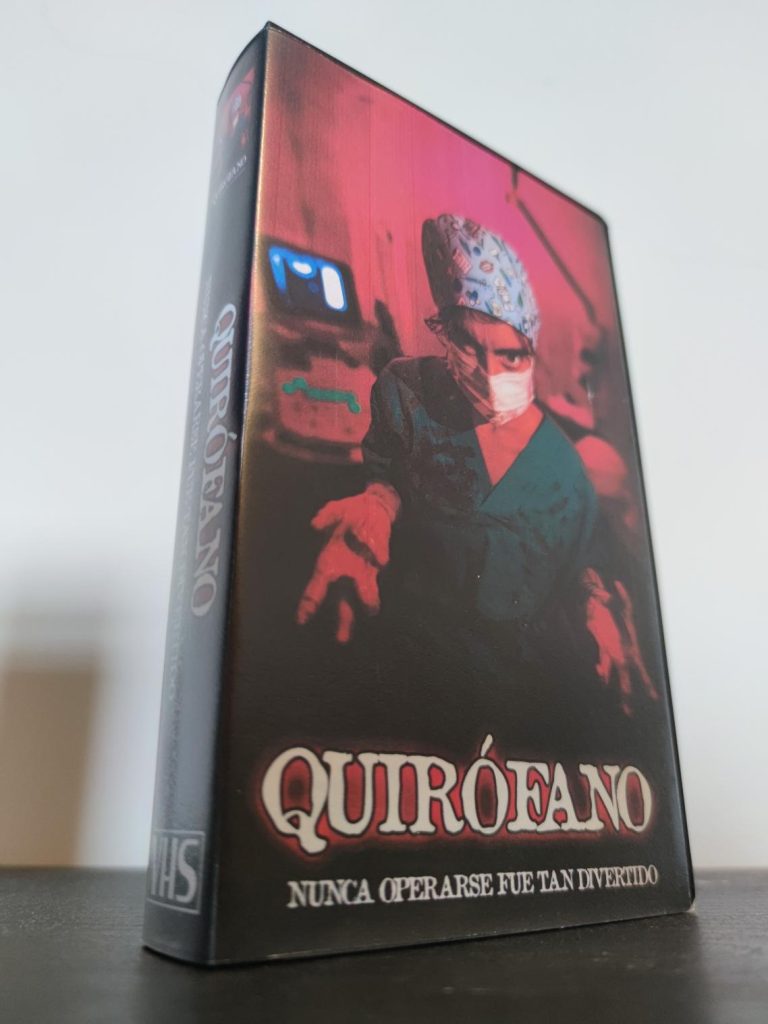 QUIRÓFANO
NUNCA OPERARSE FUE TAN DIVERTIDO
QUIRÓFANO
VHS